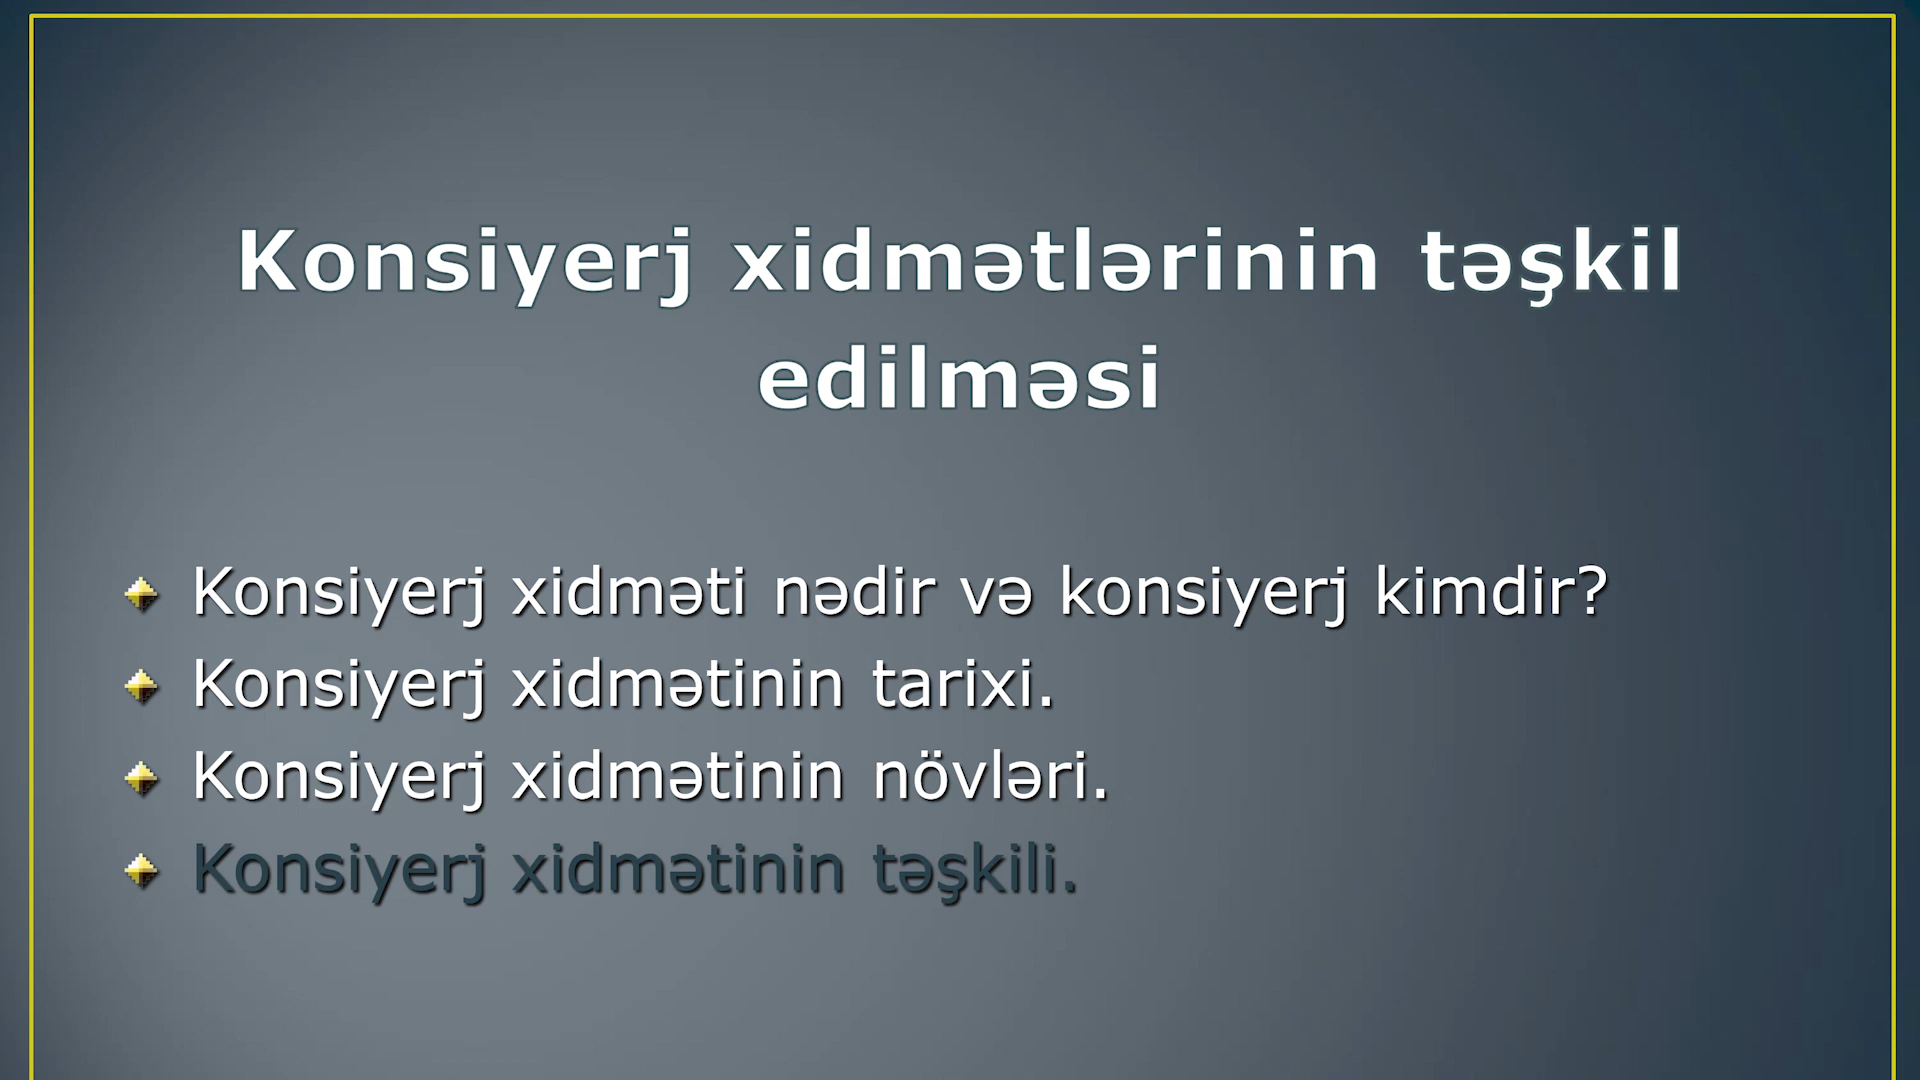 Konsiyerj xidmətlərinin təşkil
edilməsi
Konsiyerj xidməti nədir və konsiyerj kimdir?
Konsiyerj xidmətinin tarixi.
Konsiyerj xidmətinin növləri.
Konsiyerj xidmətinin təşkili.